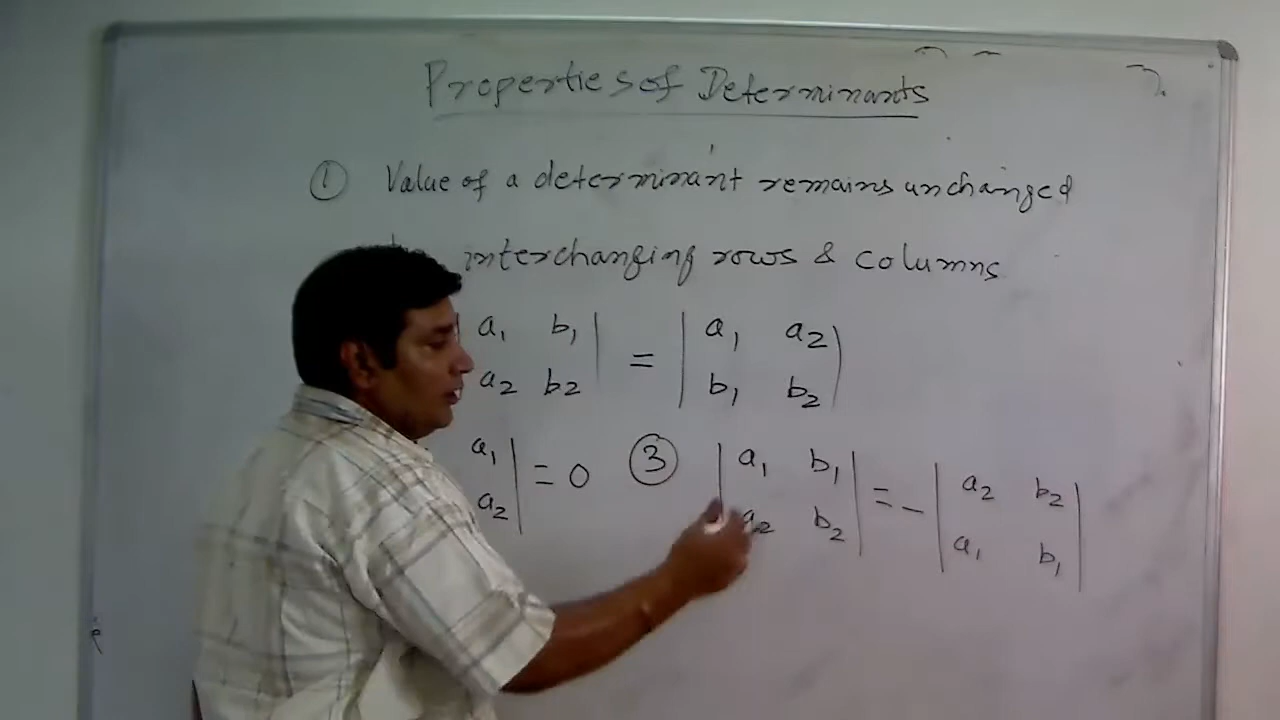 Properties of Determinants
① Value of a determinant remains unchanged
interchanging rows & columns
| a₁ b₁ | = | a₁ a₂ |
| a₂ b₂ | | b₁ b₂ |
a₁ | = 0 ③ | a₁ b₁ | = - | a₂ b₂ |
a₂ | | a₂ b₂ | | a₁ b₁ |